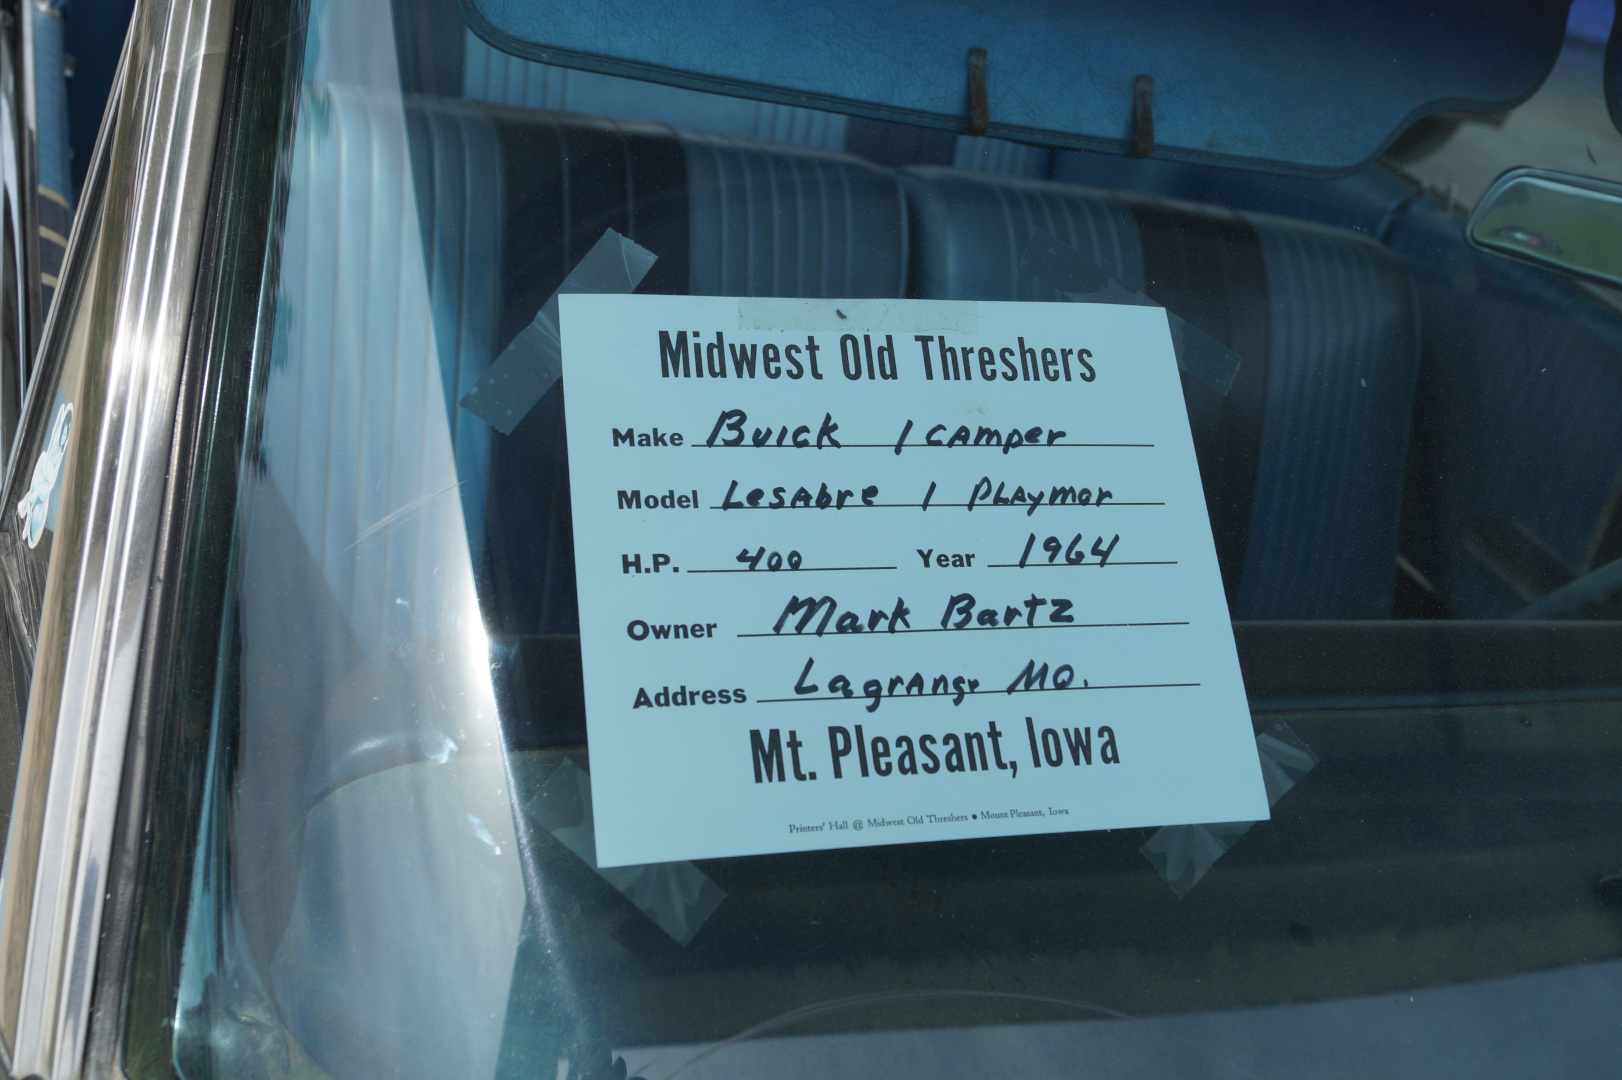 Midwest Old Threshers
Make Buick / camper
Model LeSabre / Playmor
H.P. 400 Year 1964
Owner Mark Bartz
Address Lagrange MO.
Mt. Pleasant, Iowa
Printers' Hall @ Midwest Old Threshers ● Mount Pleasant, Iowa